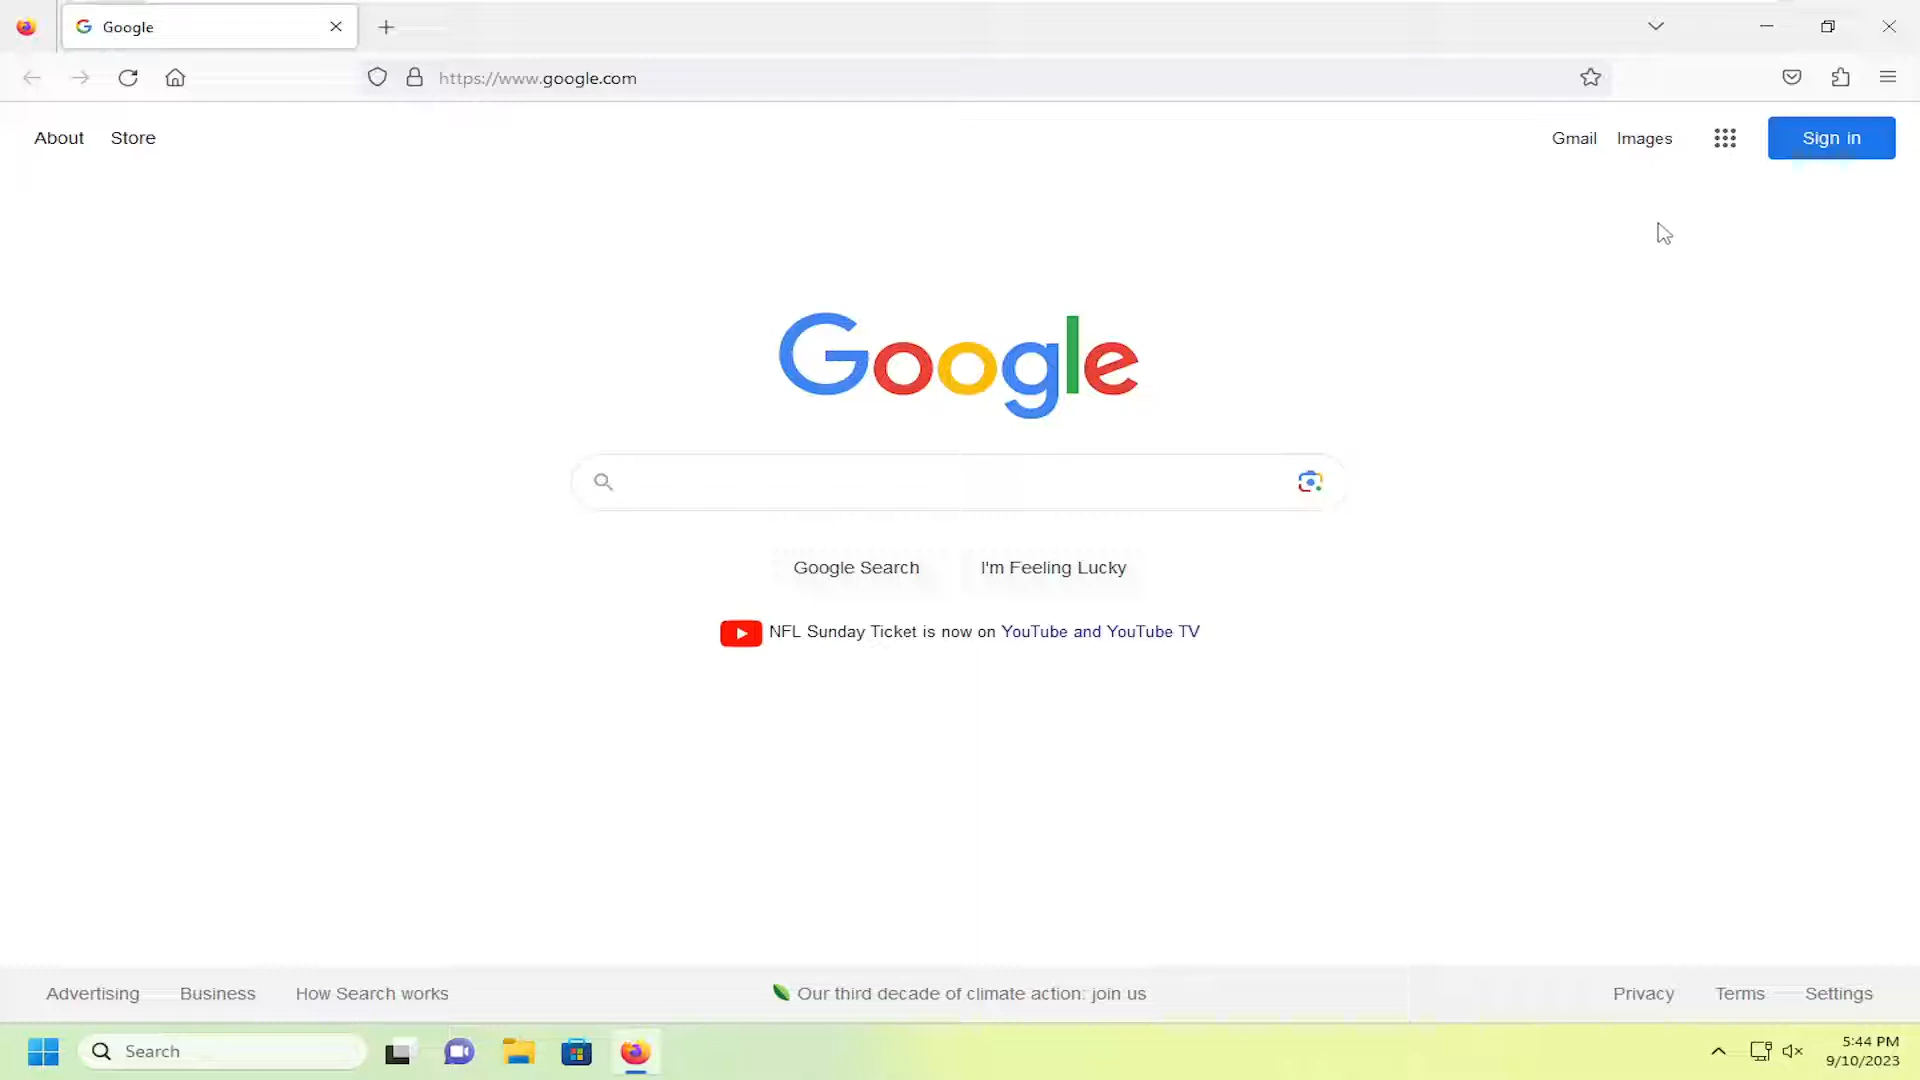 Google
https://www.google.com
About Store
Gmail Images Sign in
Google
Google Search I'm Feeling Lucky
NFL Sunday Ticket is now on YouTube and YouTube TV
Advertising Business How Search works
Our third decade of climate action: join us
Privacy Terms Settings
Search
5:44 PM
9/10/2023